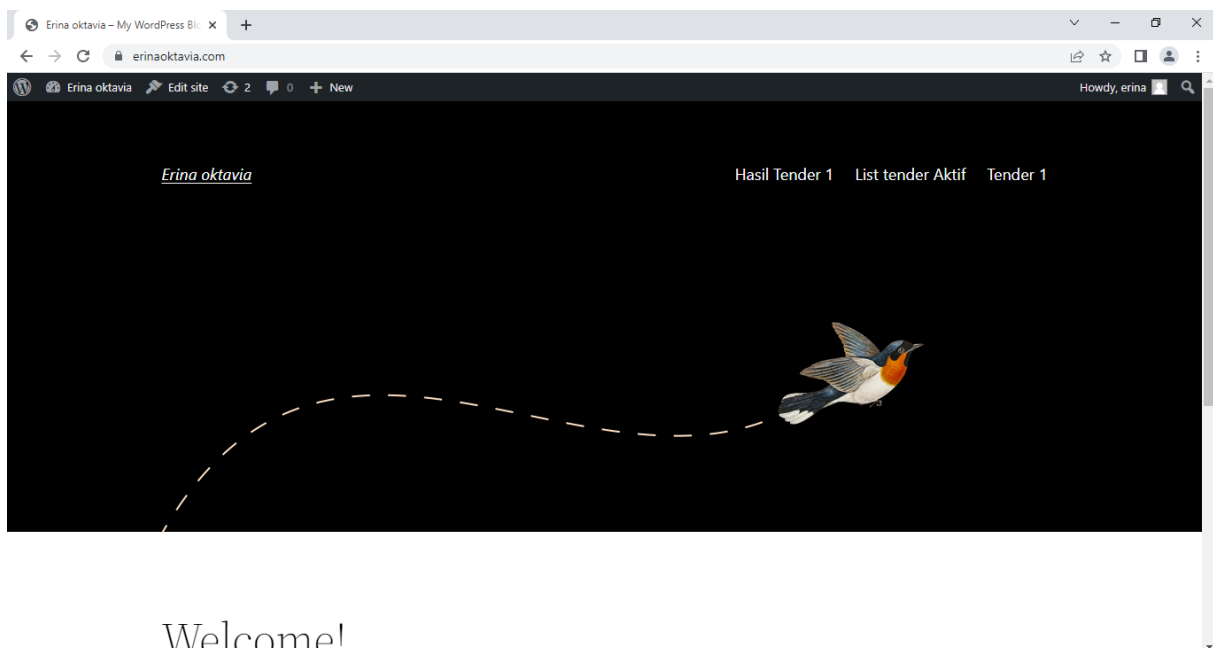 Erina oktavia – My WordPress Blo
erinaoktavia.com
Erina oktavia Edit site 2 0 New Howdy, erina
Erina oktavia Hasil Tender 1 List tender Aktif Tender 1
Welcome!